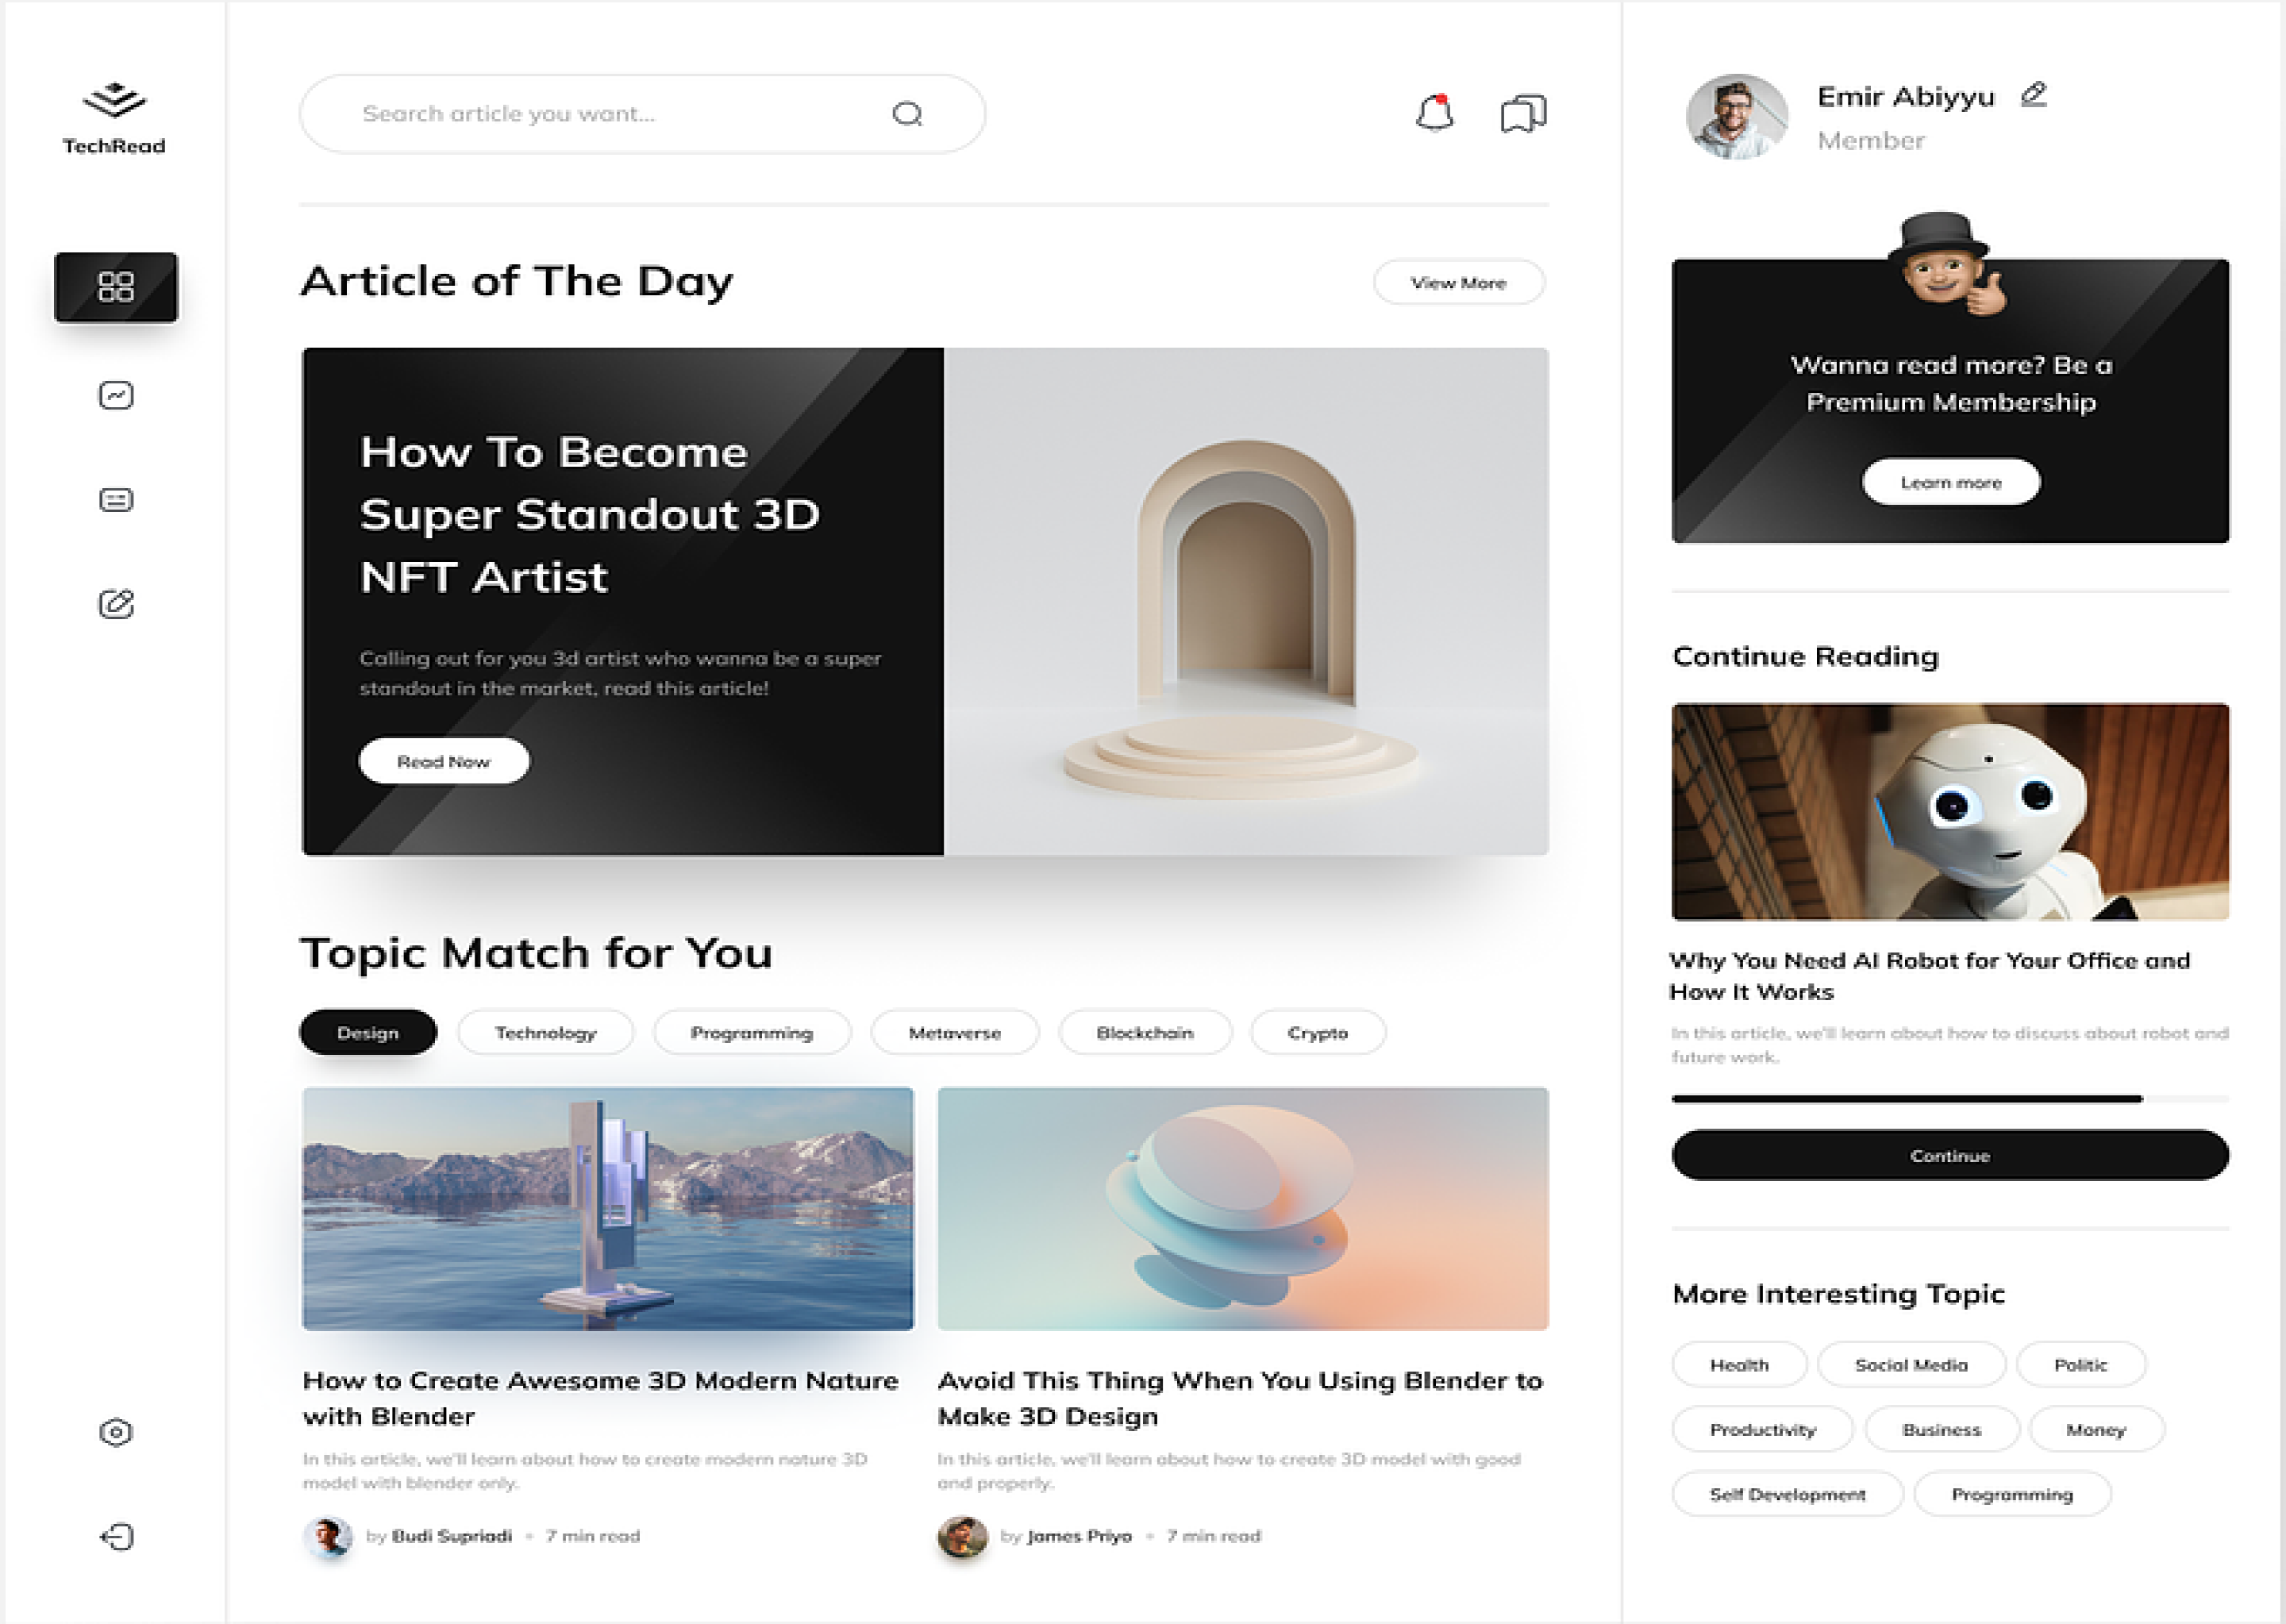 TechRead
Search article you want...
Article of The Day
View More
How To Become
Super Standout 3D
NFT Artist
Calling out for you 3d artist who wanna be a super
standout in the market, read this article!
Read Now
Topic Match for You
Design
Technology
Programming
Metaverse
Blockchain
Crypto
How to Create Awesome 3D Modern Nature
with Blender
In this article, we'll learn about how to create modern nature 3D
model with blender only.
by Budi Supriadi • 7 min read
Avoid This Thing When You Using Blender to
Make 3D Design
In this article, we'll learn about how to create 3D model with good
and properly.
by James Priyo • 7 min read
Emir Abiyyu
Member
Wanna read more? Be a
Premium Membership
Learn more
Continue Reading
Why You Need AI Robot for Your Office and
How It Works
In this article, we'll learn about how to discuss about robot and
future work.
Continue
More Interesting Topic
Health
Social Media
Politic
Productivity
Business
Money
Self Development
Programming